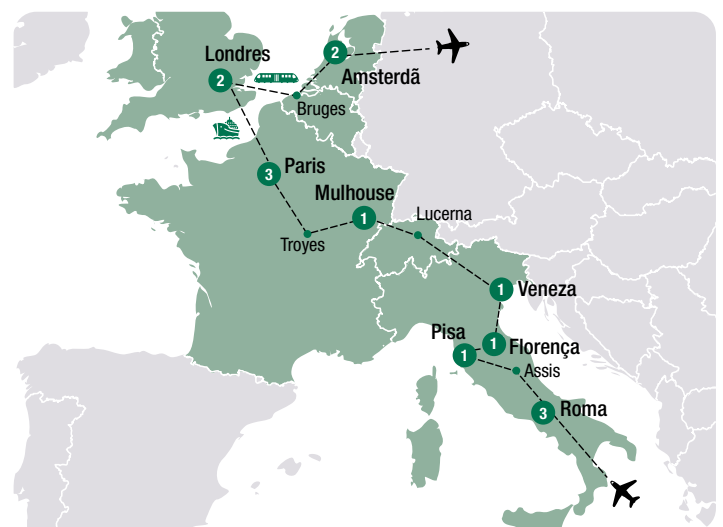 Londres
2
2
Amsterdã
Bruges
3
Paris
Mulhouse
1
Troyes
Lucerna
1
Veneza
Pisa
1
1
Florença
Assis
3
Roma